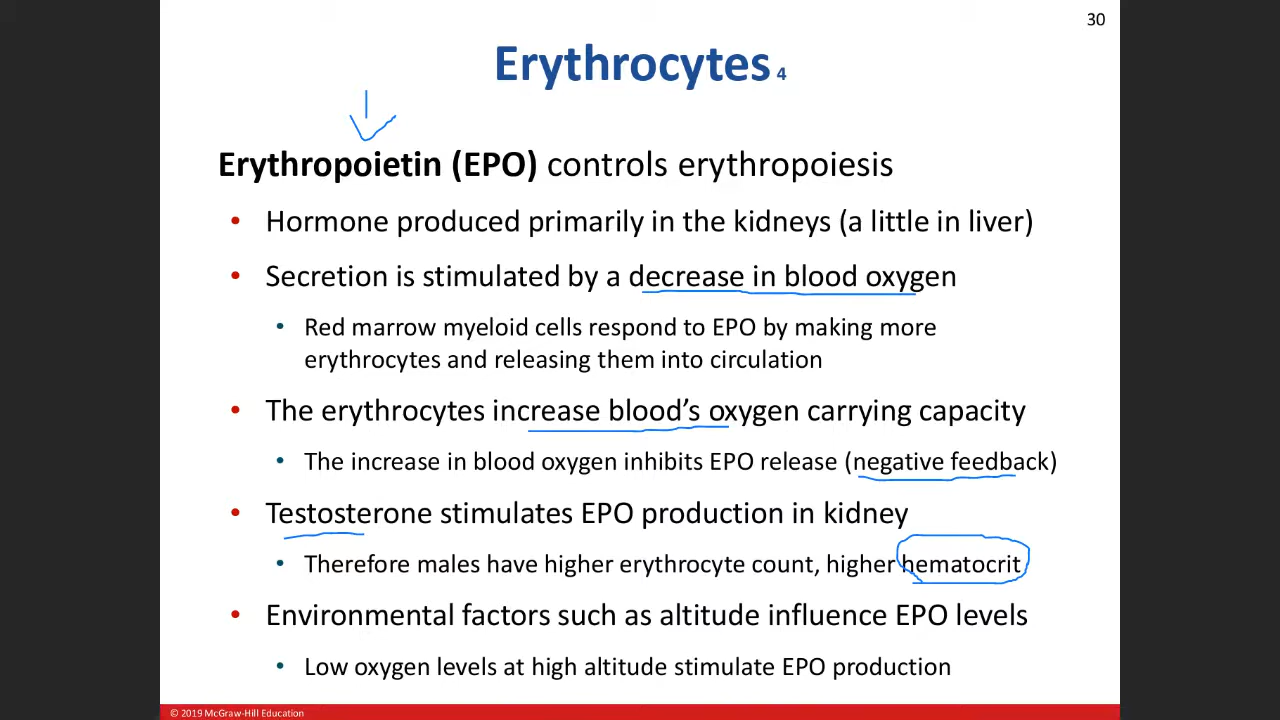 30
Erythrocytes 4
Erythropoietin (EPO) controls erythropoiesis
• Hormone produced primarily in the kidneys (a little in liver)
• Secretion is stimulated by a decrease in blood oxygen
• Red marrow myeloid cells respond to EPO by making more
erythrocytes and releasing them into circulation
• The erythrocytes increase blood's oxygen carrying capacity
• The increase in blood oxygen inhibits EPO release (negative feedback)
• Testosterone stimulates EPO production in kidney
• Therefore males have higher erythrocyte count, higher hematocrit
• Environmental factors such as altitude influence EPO levels
• Low oxygen levels at high altitude stimulate EPO production
© 2019 McGraw-Hill Education